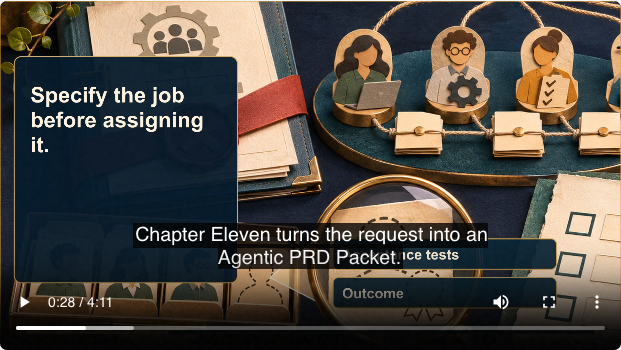 Specify the job
before assigning
it.
Chapter Eleven turns the request into an
Agentic PRD Packet.
tests
Outcome
0:28 / 4:11